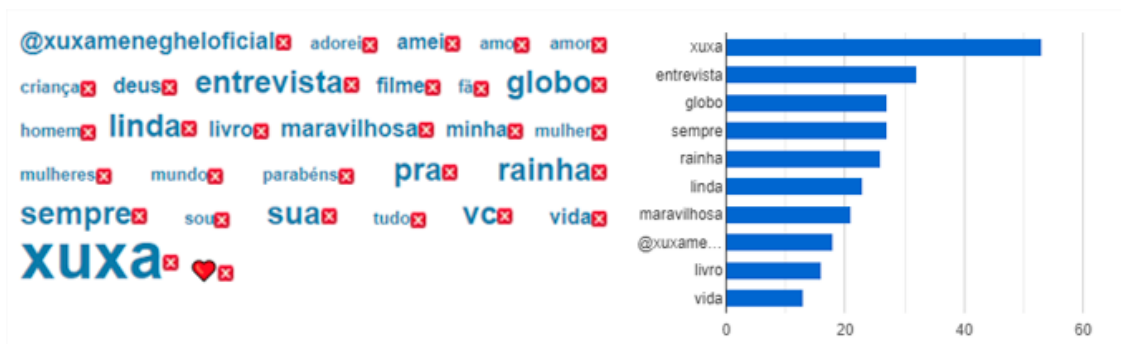 @xuxamenegheloficial adorei amei amo amor
criança deus entrevista filme fã globo
homem linda livro maravilhosa minha mulher
mulheres mundo parabéns pra rainha
sempre sou sua tudo vc vida
xuxa
xuxa
entrevista
globo
sempre
rainha
linda
maravilhosa
@xuxame...
livro
vida
0 20 40 60